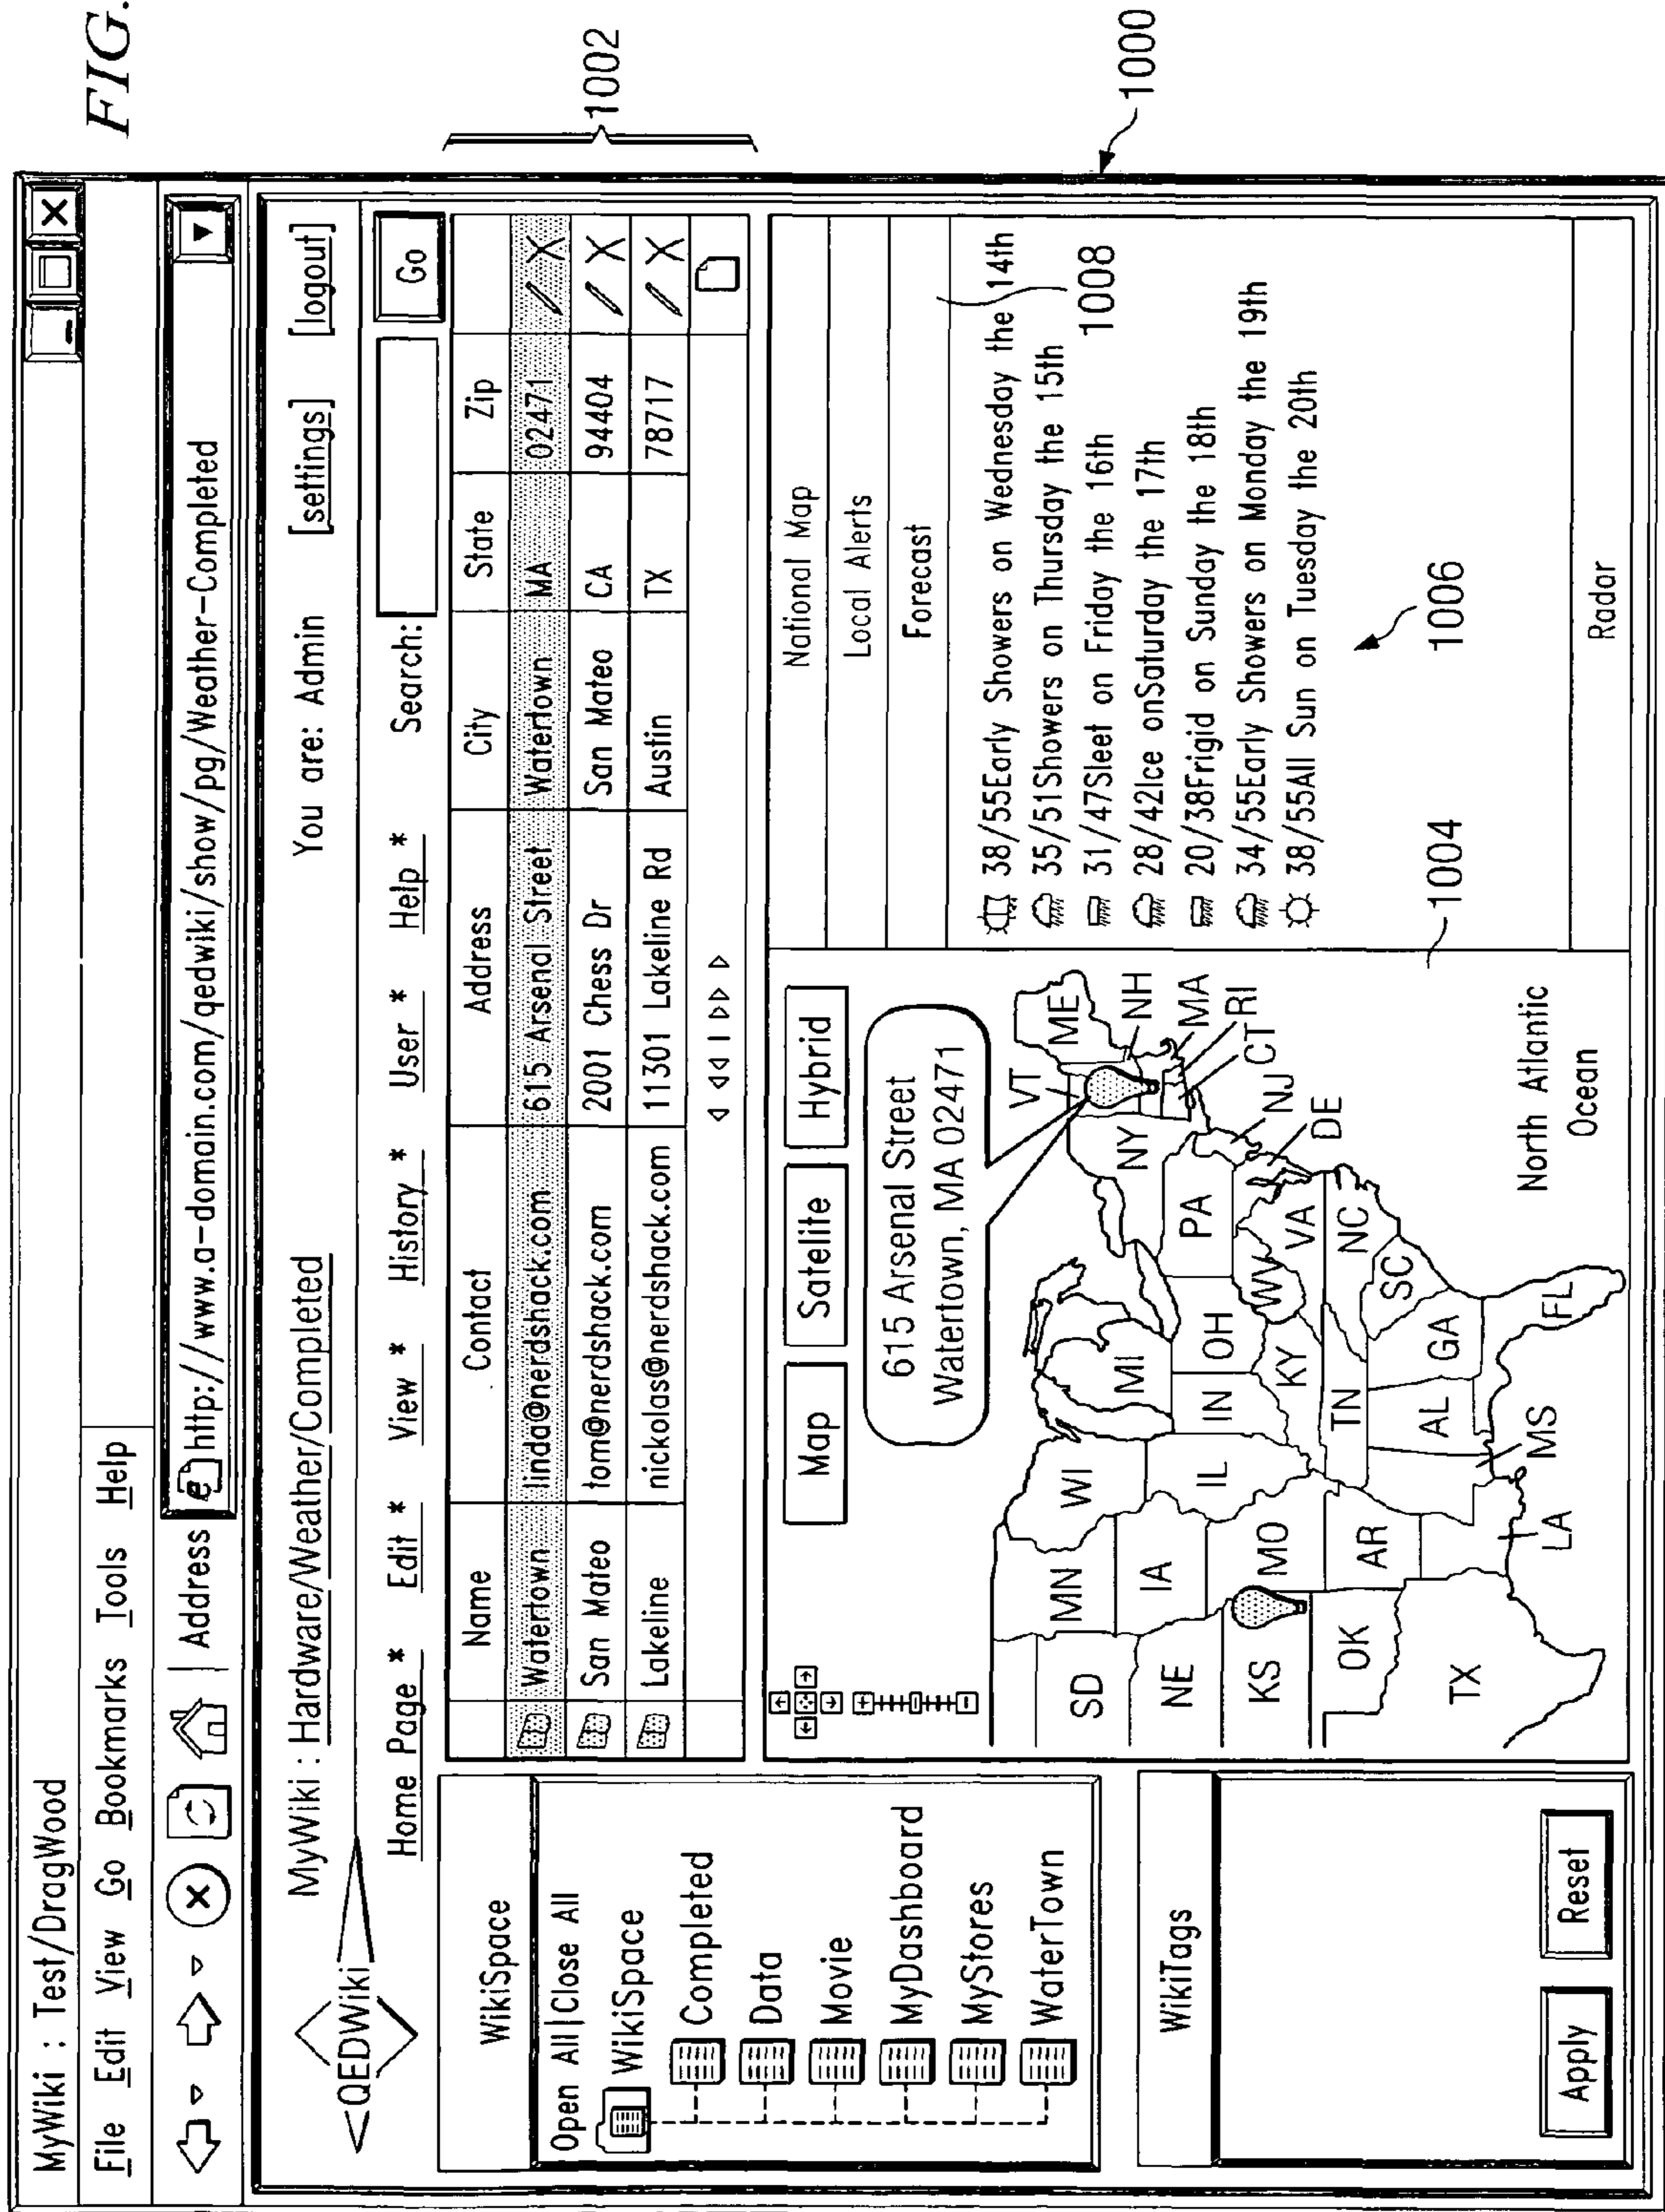 FIG.
MyWiki : Test/DragWood
File Edit View Go Bookmarks Tools Help
Address http://www.a-domain.com/qedwiki/show/pg/Weather-Completed
MyWiki : Hardware/Weather/Completed You are: Admin [settings] [logout]
QEDWiki
Home Page * Edit * View * History * User * Help * Search: Go
Name Contact Address City State Zip
Watertown linda@nerdshack.com 615 Arsenal Street Watertown MA 02471
San Mateo tom@nerdshack.com 2001 Chess Dr San Mateo CA 94404
Lakeline nickolas@nerdshack.com 11301 Lakeline Rd Austin TX 78717
1002
1000
WikiSpace
Open All|Close All
WikiSpace
Completed
Data
Movie
MyDashboard
MyStores
WaterTown
WikiTags
Apply Reset
Map Satelite Hybrid
615 Arsenal Street
Watertown, MA 02471
VT ME
NH
MA
RI
CT
NJ
DE
NY
PA
MI
WI
MN
SD
IA
NE
IL IN OH
WV VA
KY
MO
KS
TN NC
SC
AR
OK
AL GA
MS
LA
TX
FL
North Atlantic
Ocean
1004
National Map
Local Alerts
Forecast
1008
38/55Early Showers on Wednesday the 14th
35/51Showers on Thursday the 15th
31/47Sleet on Friday the 16th
28/42Ice onSaturday the 17th
20/38Frigid on Sunday the 18th
34/55Early Showers on Monday the 19th
38/55All Sun on Tuesday the 20th
1006
Radar